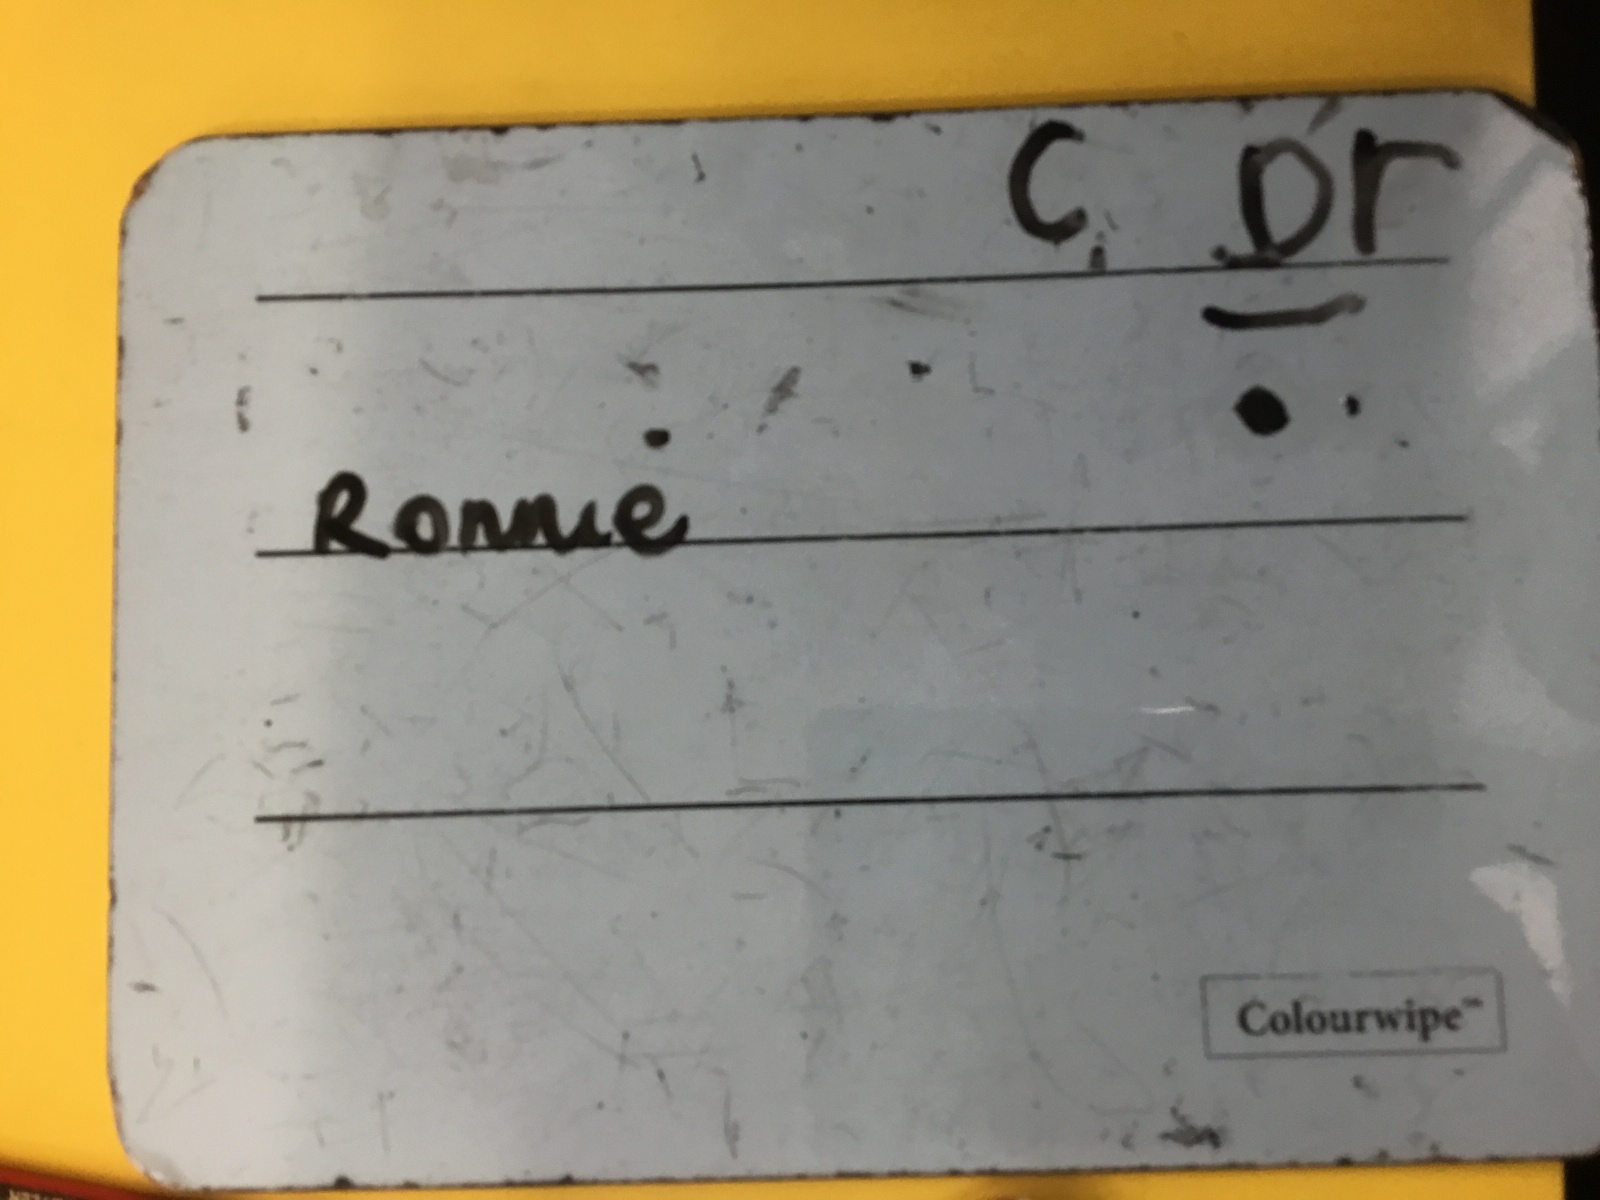 C, Dr
Ronnie
Colourwipe™